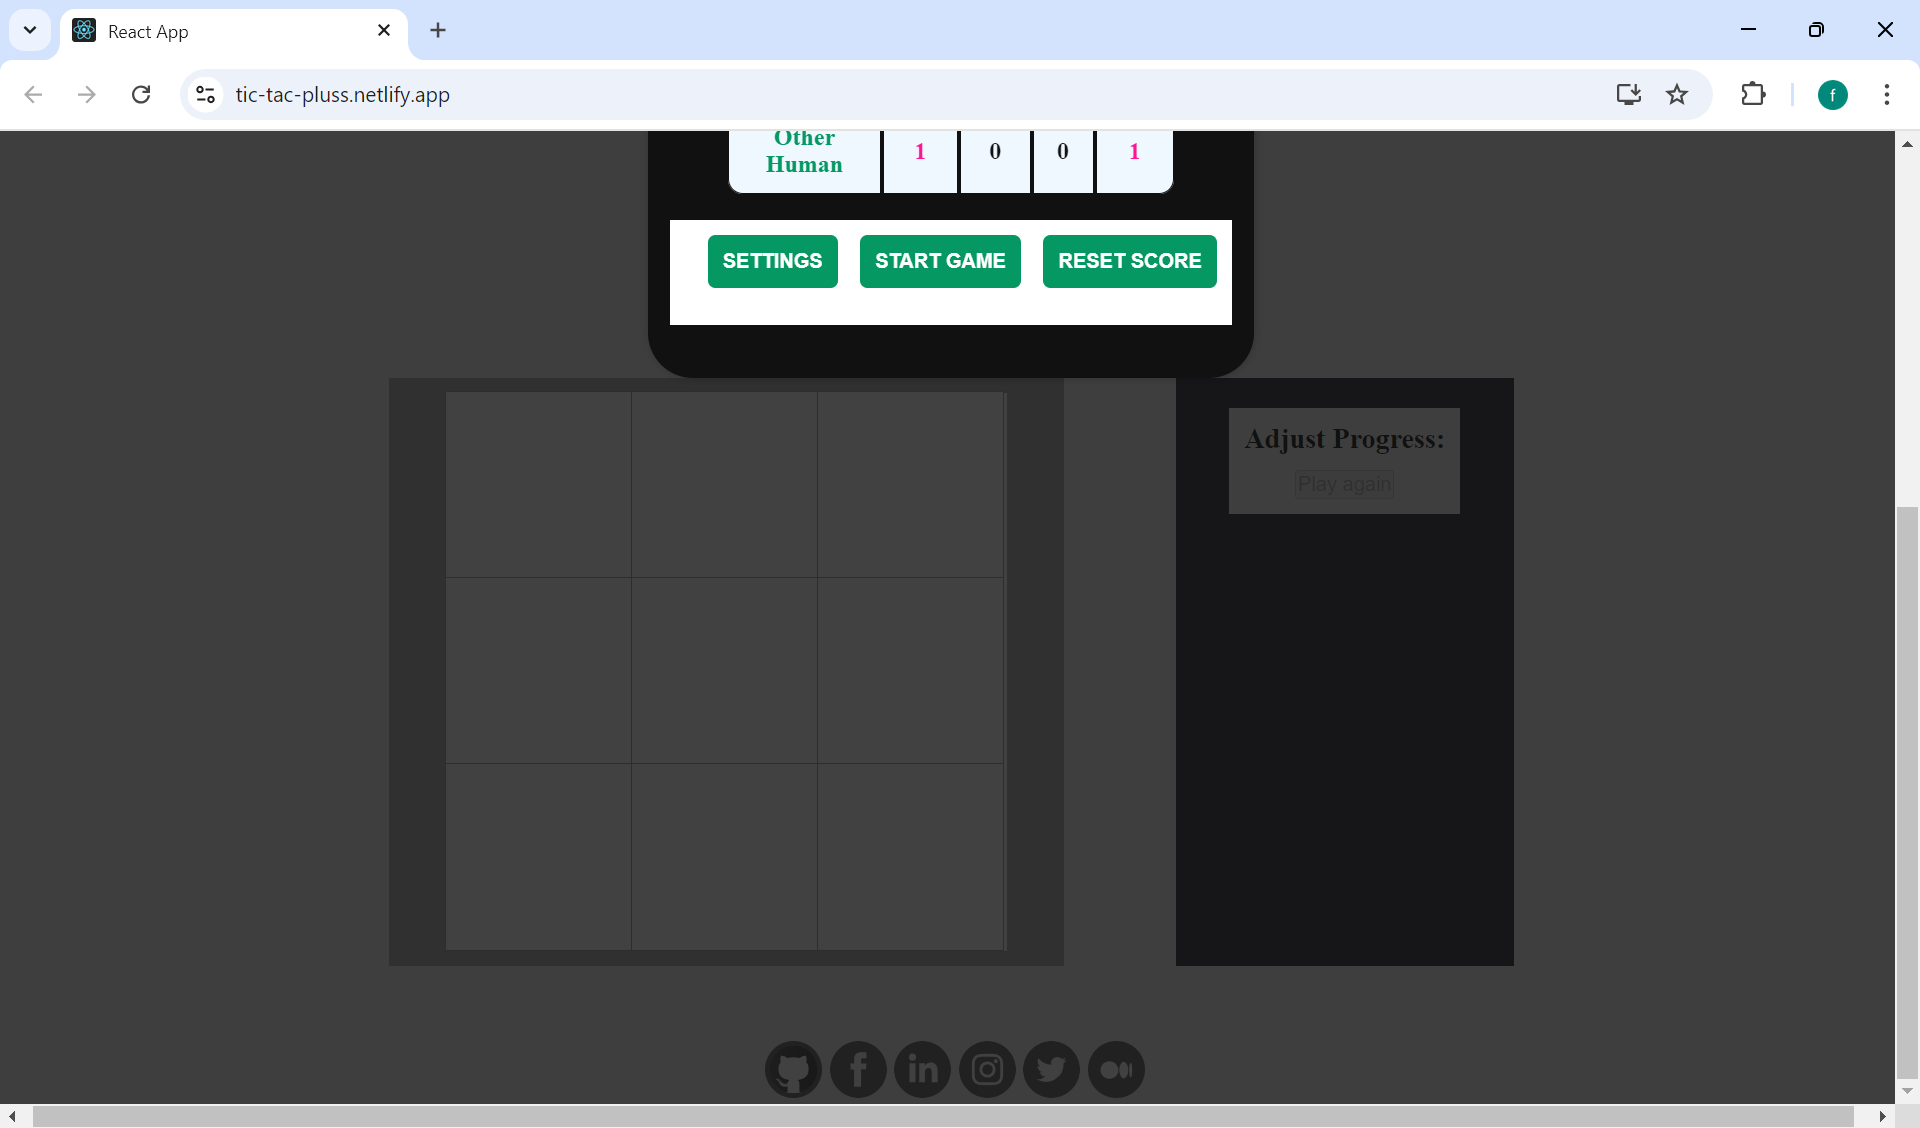 React App
tic-tac-pluss.netlify.app
f
Other
Human 1 0 0 1
SETTINGS START GAME RESET SCORE
Adjust Progress:
Play again